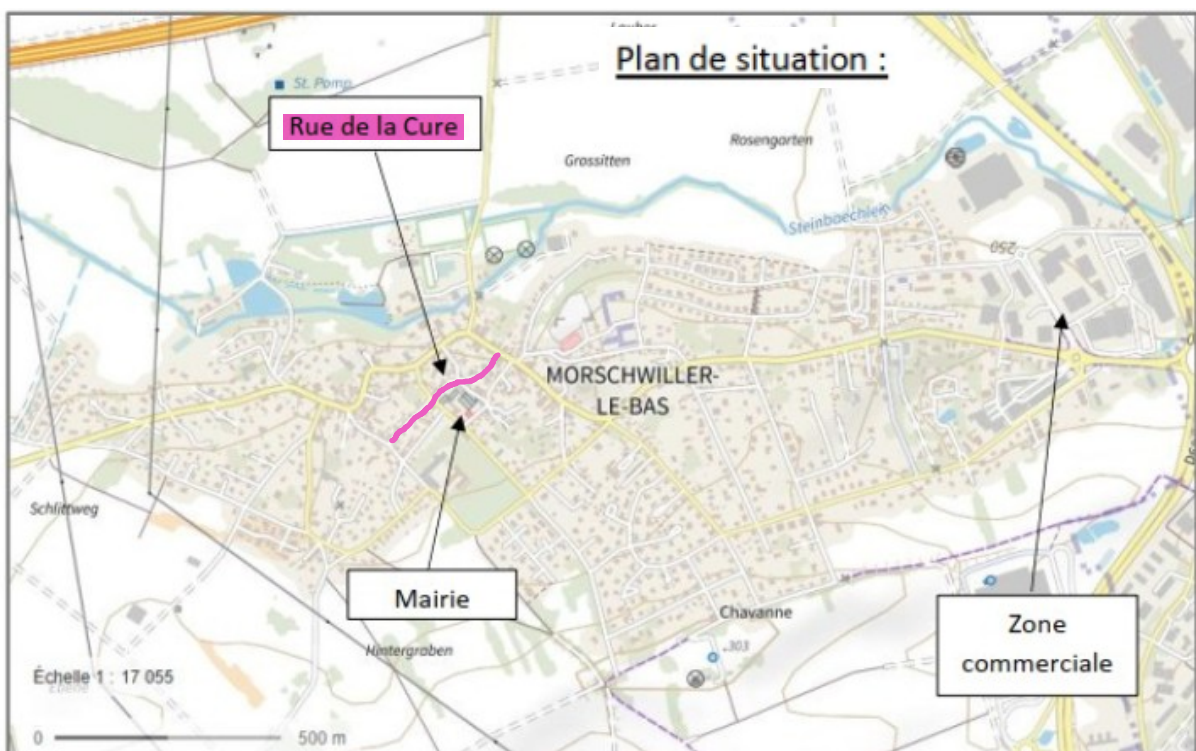 Plan de situation :
St. Pomp
Rue de la Cure
Rosengarten
Grossitten
Steinbaechlein
250
MORSCHWILLER-
LE-BAS
Schlittweg
Mairie
Chavanne
Zone
commerciale
.303
Hintergraben
Échelle 1 : 17 055
0 500 m